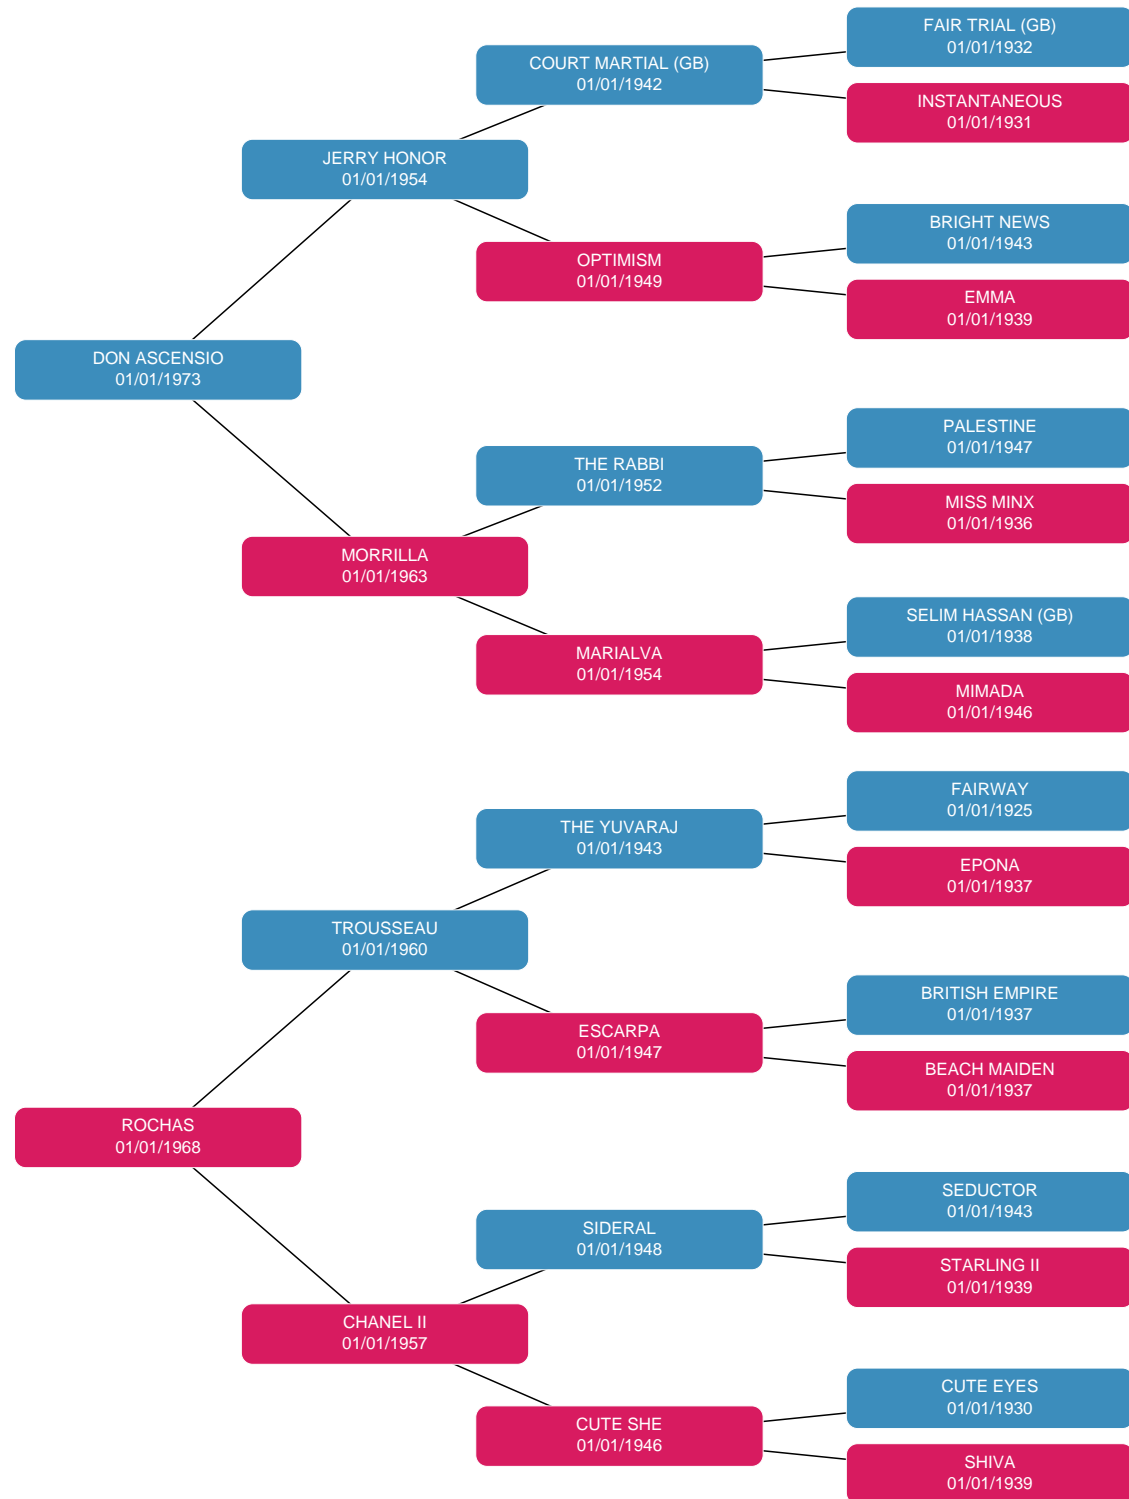 FAIR TRIAL (GB)
01/01/1932
COURT MARTIAL (GB)
01/01/1942
INSTANTANEOUS
01/01/1931
JERRY HONOR
01/01/1954
BRIGHT NEWS
01/01/1943
OPTIMISM
01/01/1949
EMMA
01/01/1939
DON ASCENSIO
01/01/1973
PALESTINE
01/01/1947
THE RABBI
01/01/1952
MISS MINX
01/01/1936
MORRILLA
01/01/1963
SELIM HASSAN (GB)
01/01/1938
MARIALVA
01/01/1954
MIMADA
01/01/1946
FAIRWAY
01/01/1925
THE YUVARAJ
01/01/1943
EPONA
01/01/1937
TROUSSEAU
01/01/1960
BRITISH EMPIRE
01/01/1937
ESCARPA
01/01/1947
BEACH MAIDEN
01/01/1937
ROCHAS
01/01/1968
SEDUCTOR
01/01/1943
SIDERAL
01/01/1948
STARLING II
01/01/1939
CHANEL II
01/01/1957
CUTE EYES
01/01/1930
CUTE SHE
01/01/1946
SHIVA
01/01/1939